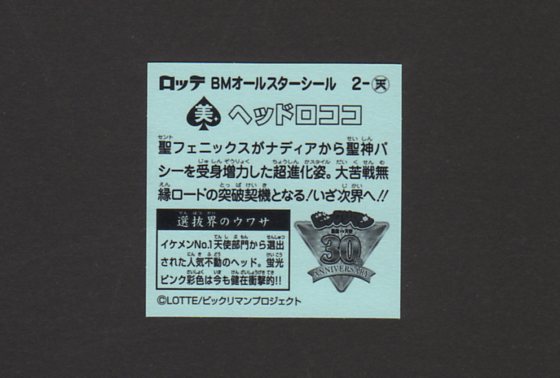 ロッテ BMオールスターシール 2-天
美 ヘッドロココ
聖フェニックスがナディアから聖神パ
シーを受身増力した超進化姿。大苦戦無
縁ロードの突破契機となる!いざ次界へ!!
選抜界のウワサ
イケメンNo.1天使部門から選出
された人気不動のヘッド。蛍光
ピンク彩色は今も健在衝撃的!!
30
ANNIVERSARY
©LOTTE/ビックリマンプロジェクト